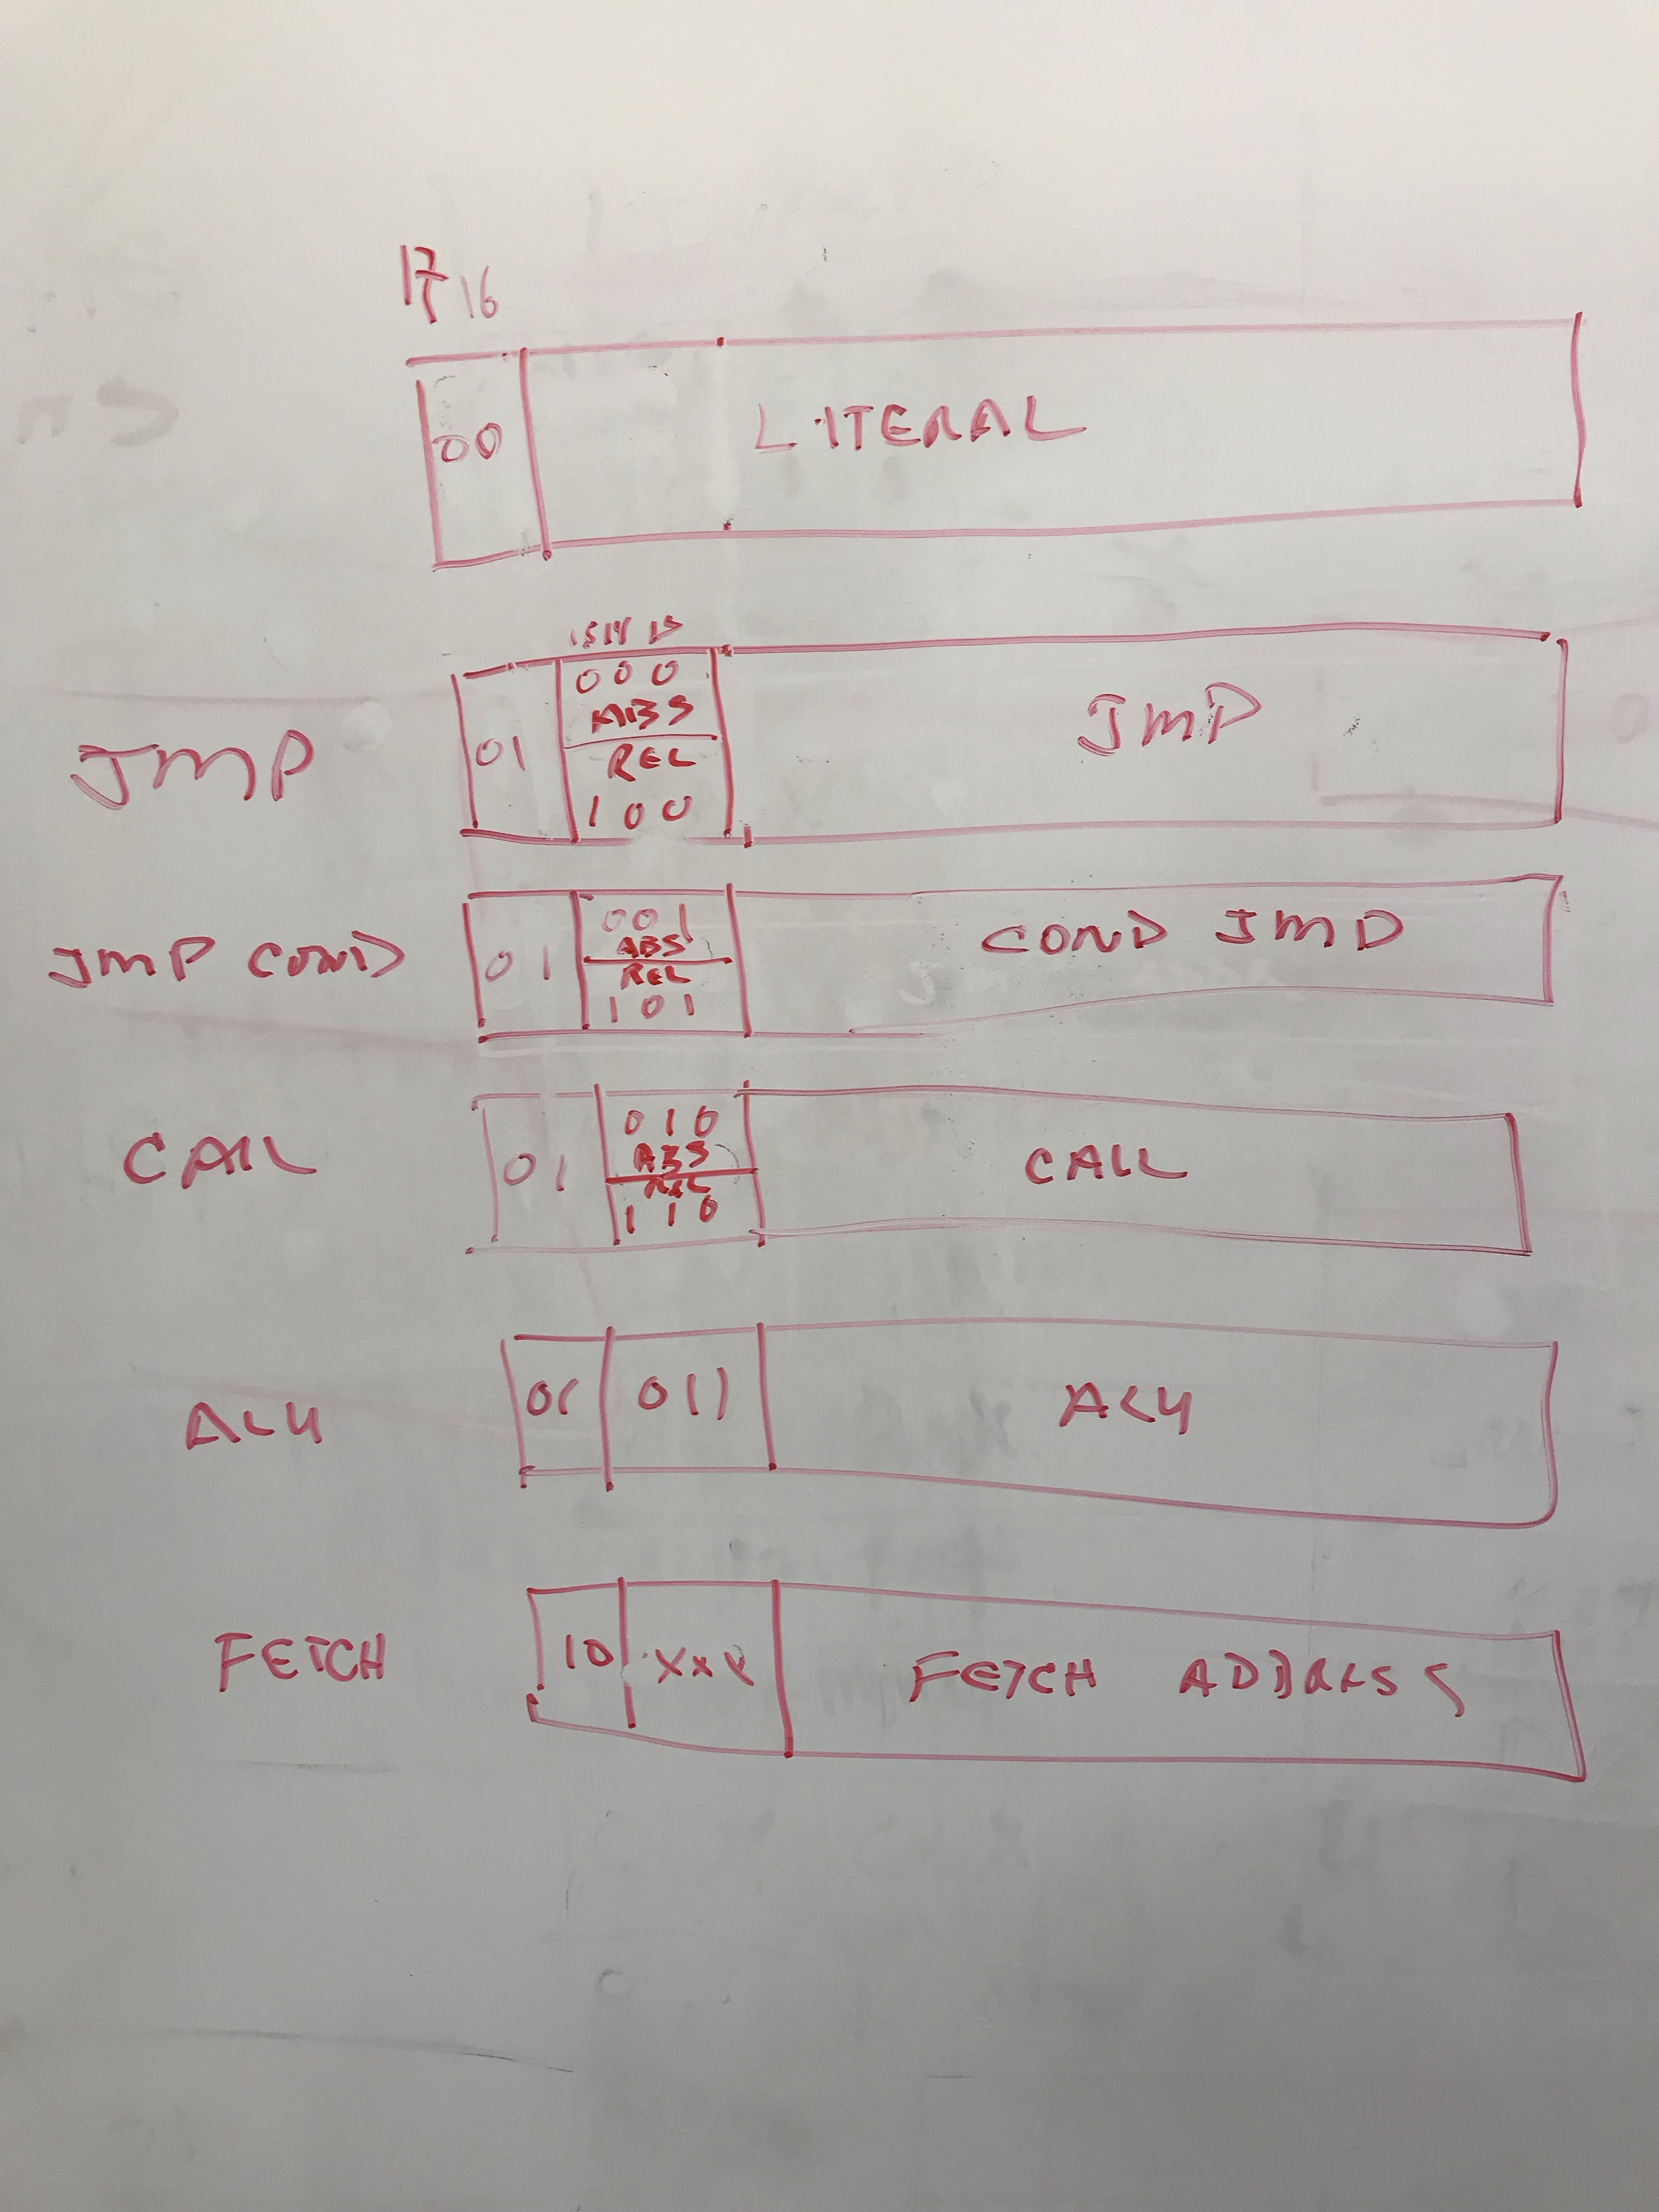 17 16
00 LITERAL
15 14 13
000
ABS
JMP 01 JMP
REL
100
001
ABS
JMP COND 01 COND JMP
REL
101
010
ABS
CALL 01 CALL
REL
110
ALU 01 011 ALU
FETCH 10 XXX FETCH ADDRESS